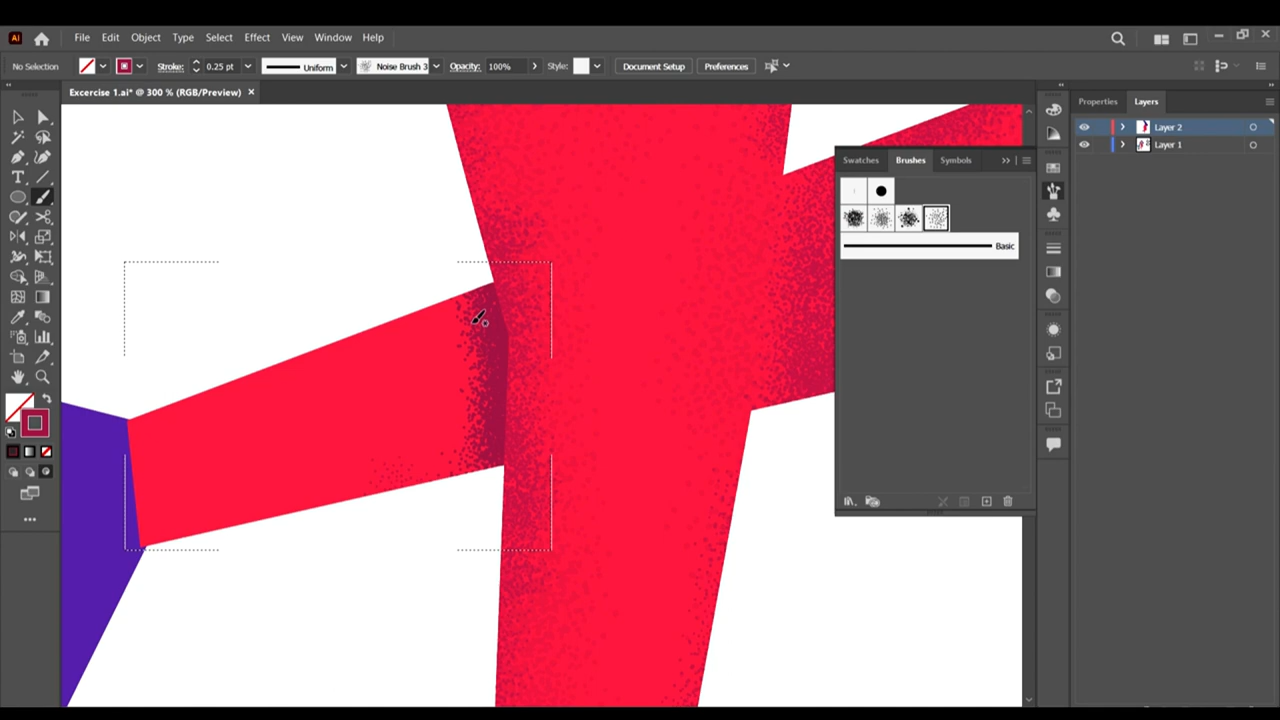 Ai File Edit Object Type Select Effect View Window Help
No Selection Stroke: 0.25 pt Uniform Noise Brush 3 Opacity: 100% Style: Document Setup Preferences
Excercise 1.ai* @ 300 % (RGB/Preview) ×
Properties Layers
Layer 2
Layer 1
Swatches Brushes Symbols
Basic